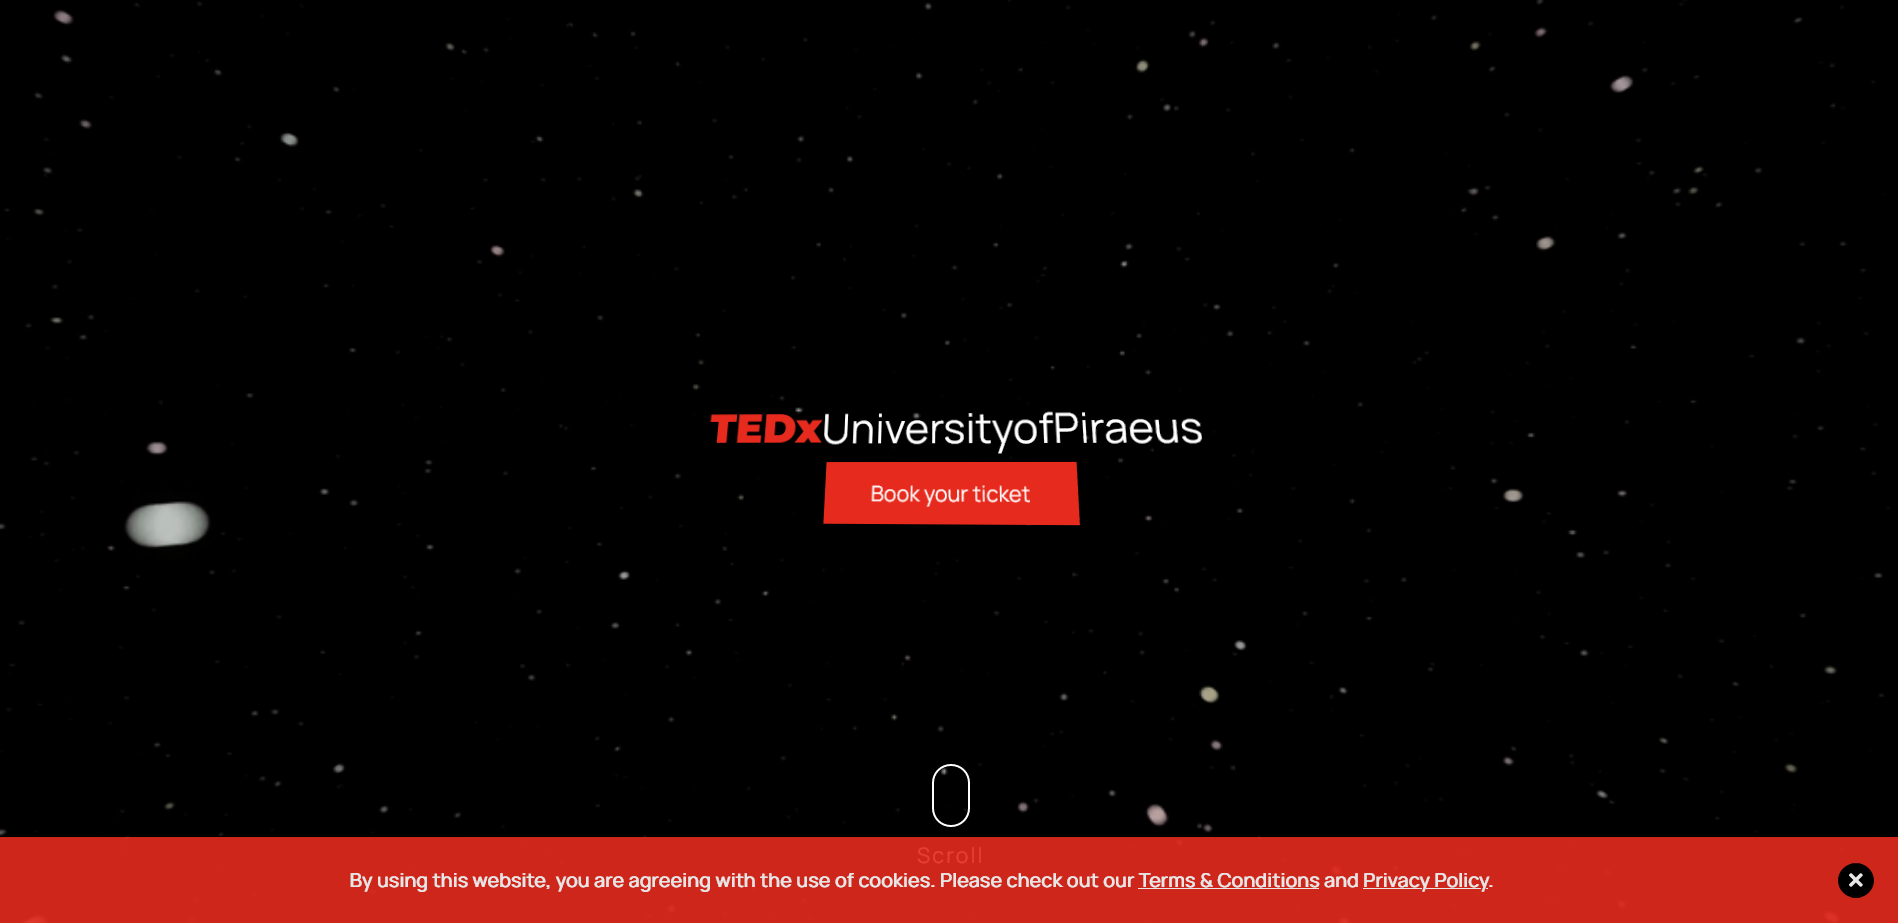 TEDxUniversityofPiraeus
Book your ticket
Scroll
By using this website, you are agreeing with the use of cookies. Please check out our Terms & Conditions and Privacy Policy.